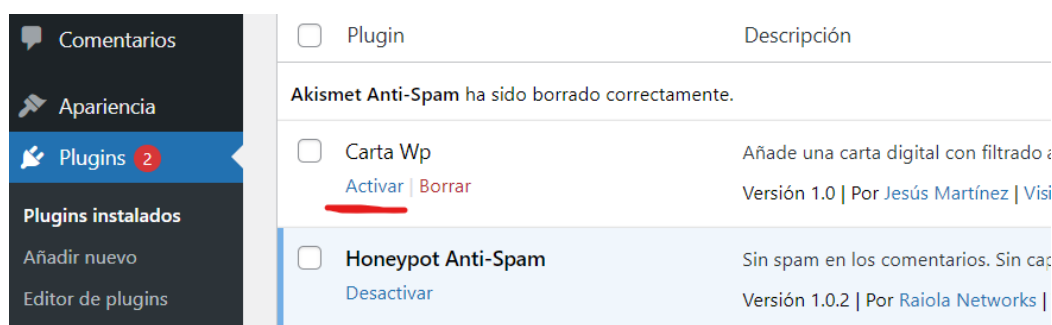 Comentarios
Apariencia
Plugins 2
Plugins instalados
Añadir nuevo
Editor de plugins
Plugin Descripción
Akismet Anti-Spam ha sido borrado correctamente.
Carta Wp Añade una carta digital con filtrado
Activar | Borrar Versión 1.0 | Por Jesús Martínez |
Honeypot Anti-Spam Sin spam en los comentarios. Sin
Desactivar Versión 1.0.2 | Por Raiola Networks |